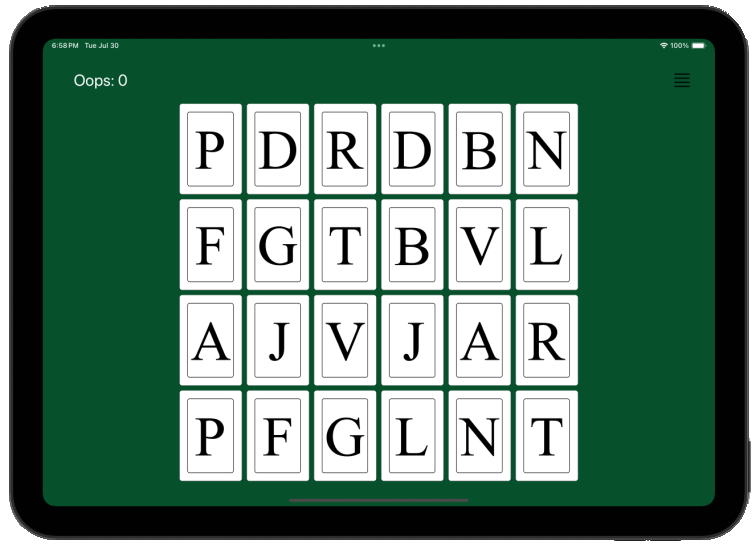 6:58 PM Tue Jul 30 100%
Oops: 0
P D R D B N
F G T B V L
A J V J A R
P F G L N T